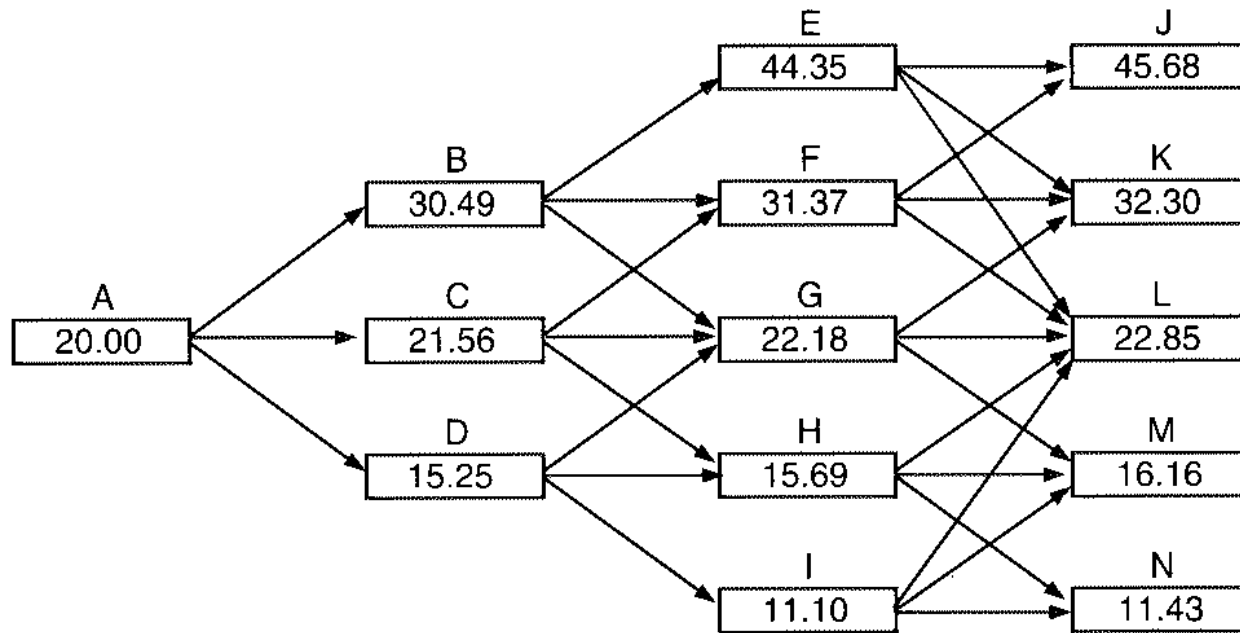 E J
44.35 45.68
B F K
30.49 31.37 32.30
A C G L
20.00 21.56 22.18 22.85
D H M
15.25 15.69 16.16
I N
11.10 11.43